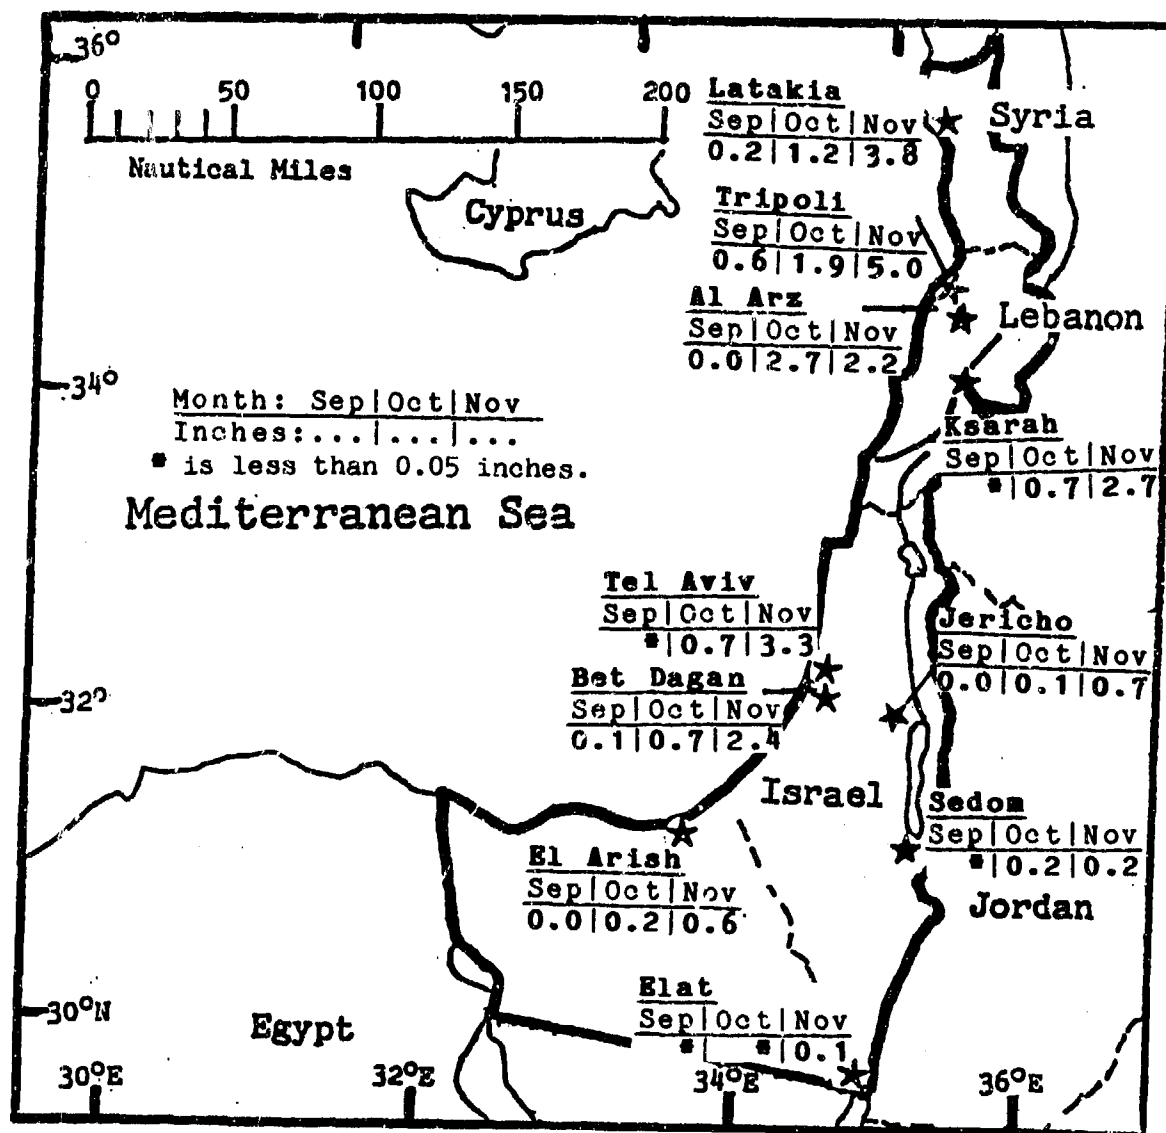 36°
0 50 100 150 200
Nautical Miles
Latakia
Sep|Oct|Nov
0.2|1.2|3.8
Syria
Cyprus
Tripoli
Sep|Oct|Nov
0.6|1.9|5.0
Al Arz
Sep|Oct|Nov
0.0|2.7|2.2
Lebanon
34°
Month: Sep|Oct|Nov
Inches:...|...|...
* is less than 0.05 inches.
Ksarah
Sep|Oct|Nov
*|0.7|2.7
Mediterranean Sea
Tel Aviv
Sep|Oct|Nov
*|0.7|3.3
Jericho
Sep|Oct|Nov
0.0|0.1|0.7
Bet Dagan
Sep|Oct|Nov
0.1|0.7|2.4
32°
Israel
Sedom
Sep|Oct|Nov
*|0.2|0.2
El Arish
Sep|Oct|Nov
0.0|0.2|0.6
Jordan
Elat
Sep|Oct|Nov
*|*|0.1
30°N
Egypt
30°E 32°E 34°E 36°E